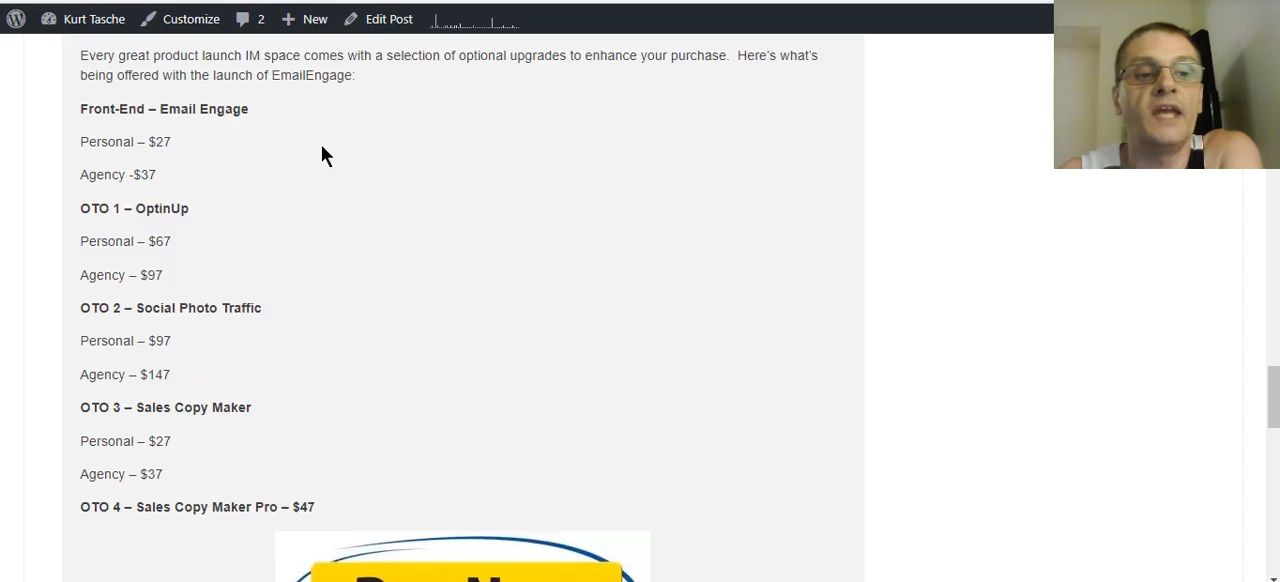 Kurt Tasche Customize 2 New Edit Post
Every great product launch IM space comes with a selection of optional upgrades to enhance your purchase.  Here’s what’s
being offered with the launch of EmailEngage:
Front-End – Email Engage
Personal – $27
Agency -$37
OTO 1 – OptinUp
Personal – $67
Agency – $97
OTO 2 – Social Photo Traffic
Personal – $97
Agency – $147
OTO 3 – Sales Copy Maker
Personal – $27
Agency – $37
OTO 4 – Sales Copy Maker Pro – $47